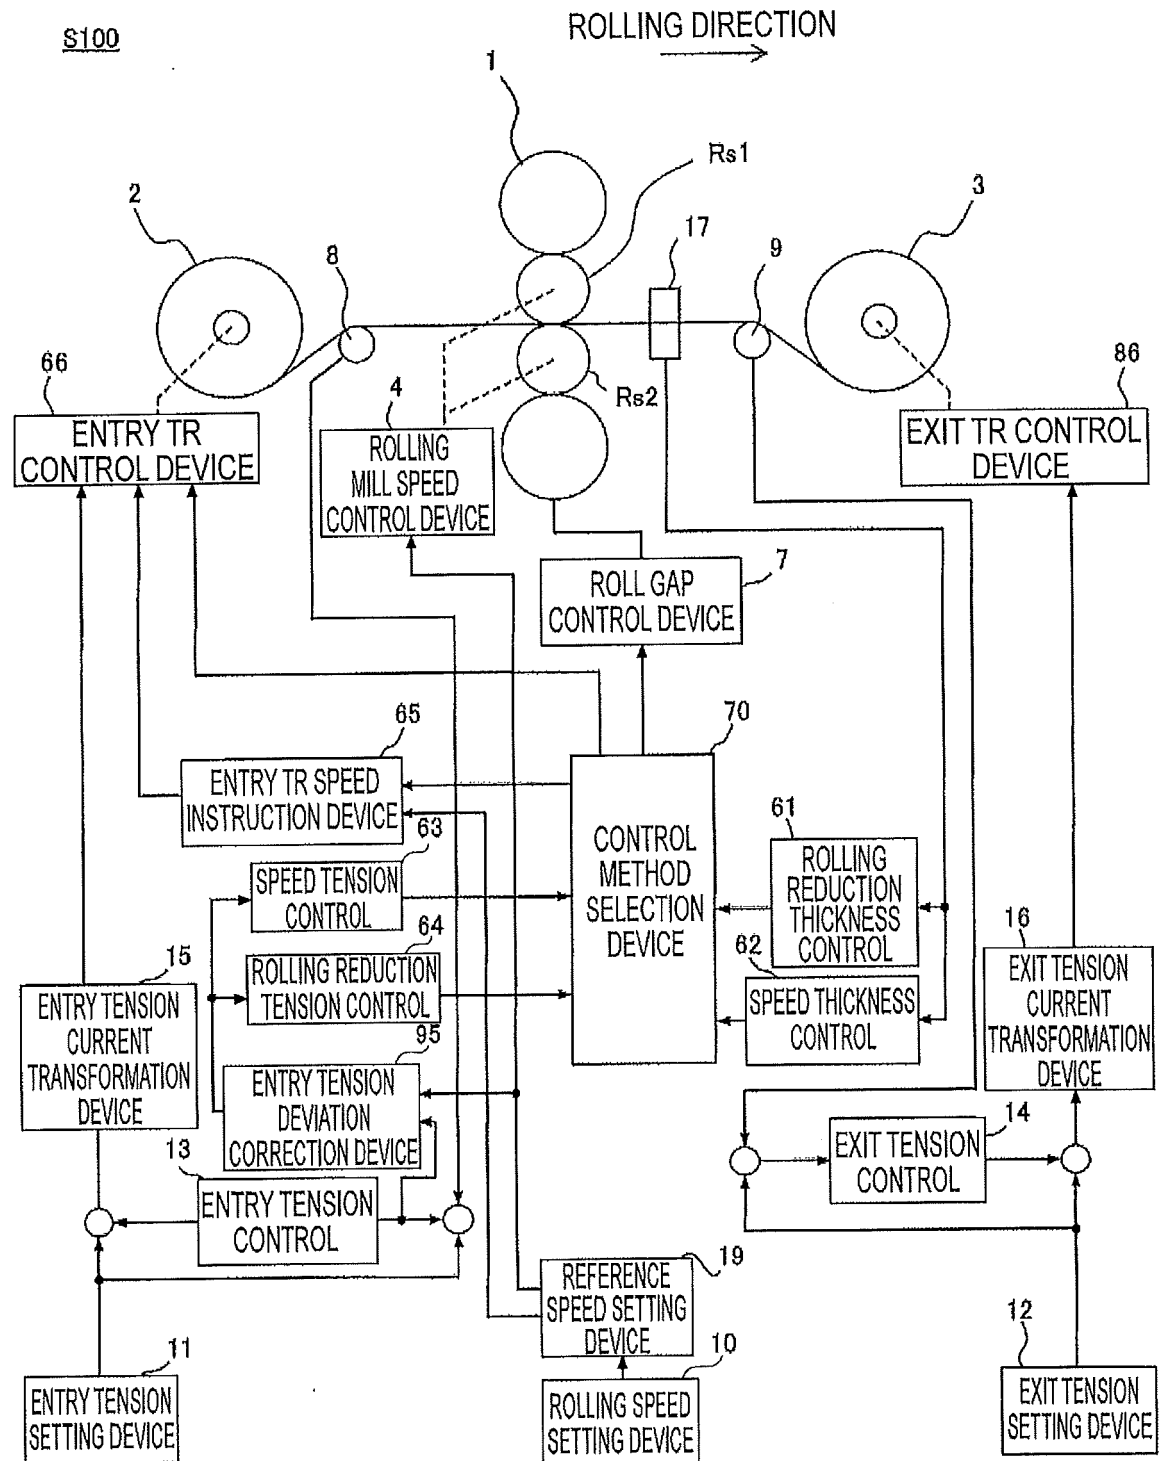 S100
ROLLING DIRECTION
1
Rs1
2
3
17
8
9
66
ENTRY TR
CONTROL DEVICE
4
ROLLING
MILL SPEED
CONTROL DEVICE
Rs2
86
EXIT TR CONTROL
DEVICE
7
ROLL GAP
CONTROL DEVICE
65
ENTRY TR SPEED
INSTRUCTION DEVICE
70
CONTROL
METHOD
SELECTION
DEVICE
61
ROLLING
REDUCTION
THICKNESS
CONTROL
63
SPEED TENSION
CONTROL
64
ROLLING REDUCTION
TENSION CONTROL
62
SPEED THICKNESS
CONTROL
15
ENTRY TENSION
CURRENT
TRANSFORMATION
DEVICE
16
EXIT TENSION
CURRENT
TRANSFORMATION
DEVICE
95
ENTRY TENSION
DEVIATION
CORRECTION DEVICE
13
ENTRY TENSION
CONTROL
14
EXIT TENSION
CONTROL
19
REFERENCE
SPEED SETTING
DEVICE
11
ENTRY TENSION
SETTING DEVICE
10
ROLLING SPEED
SETTING DEVICE
12
EXIT TENSION
SETTING DEVICE